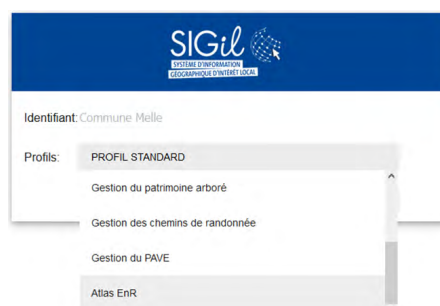 SIGil
SYSTÈME D'INFORMATION
GÉOGRAPHIQUE D'INTÉRÊT LOCAL
Identifiant: Commune Melle
Profils: PROFIL STANDARD
Gestion du patrimoine arboré
Gestion des chemins de randonnée
Gestion du PAVE
Atlas EnR